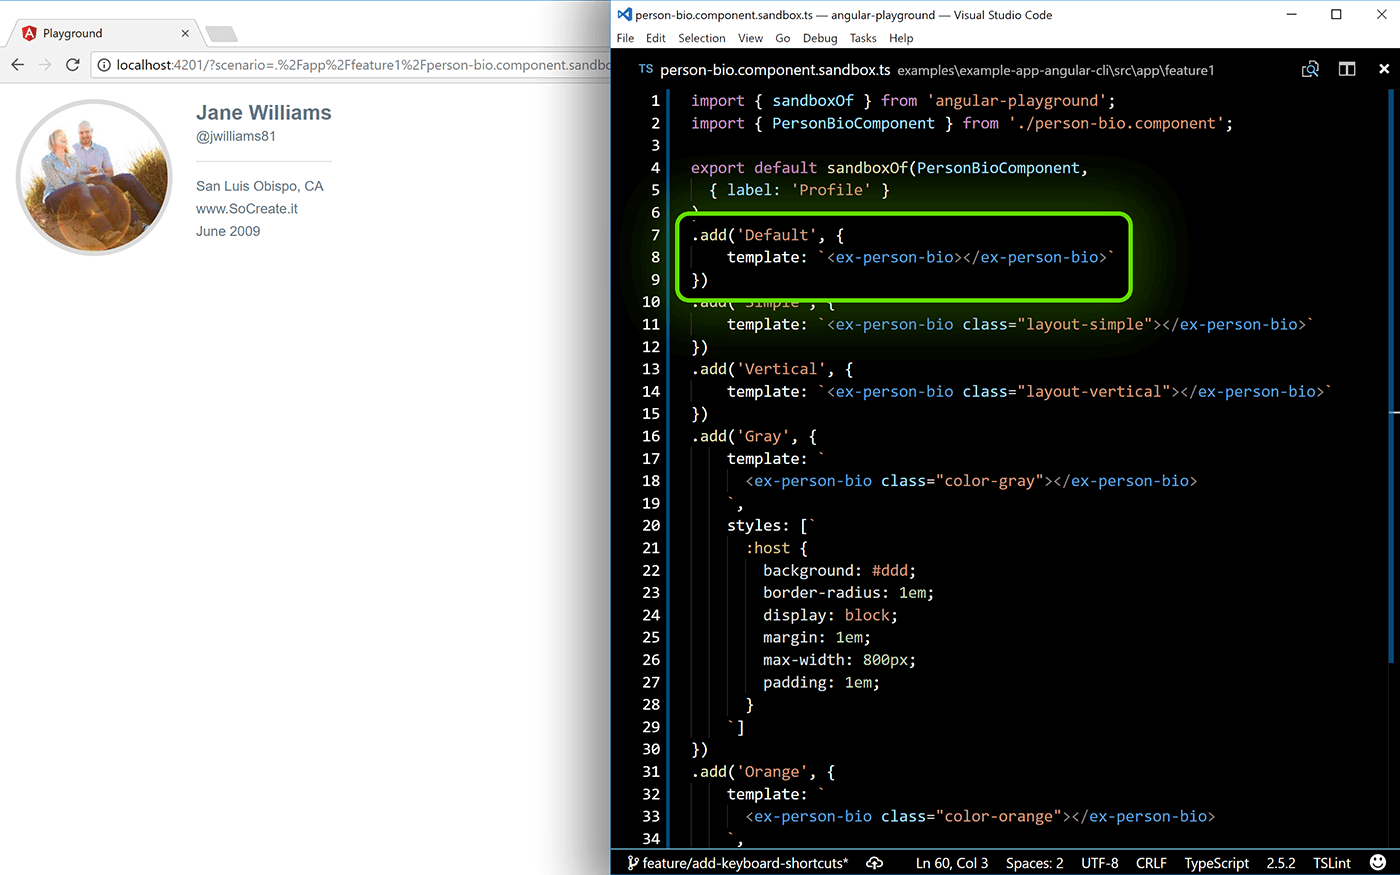 Playground
localhost:4201/?scenario=.%2Fapp%2Ffeature1%2Fperson-bio.component.sandbo
Jane Williams
@jwilliams81
San Luis Obispo, CA
www.SoCreate.it
June 2009
person-bio.component.sandbox.ts — angular-playground — Visual Studio Code
File Edit Selection View Go Debug Tasks Help
TS person-bio.component.sandbox.ts examples\example-app-angular-cli\src\app\feature1
1 import { sandboxOf } from 'angular-playground';
2 import { PersonBioComponent } from './person-bio.component';
3
4 export default sandboxOf(PersonBioComponent,
5 { label: 'Profile' }
6 )
7 .add('Default', {
8 template: `<ex-person-bio></ex-person-bio>`
9 })
10 .add('Simple', {
11 template: `<ex-person-bio class="layout-simple"></ex-person-bio>`
12 })
13 .add('Vertical', {
14 template: `<ex-person-bio class="layout-vertical"></ex-person-bio>`
15 })
16 .add('Gray', {
17 template: `
18 <ex-person-bio class="color-gray"></ex-person-bio>
19 `,
20 styles: [`
21 :host {
22 background: #ddd;
23 border-radius: 1em;
24 display: block;
25 margin: 1em;
26 max-width: 800px;
27 padding: 1em;
28 }
29 `]
30 })
31 .add('Orange', {
32 template: `
33 <ex-person-bio class="color-orange"></ex-person-bio>
34 `,
feature/add-keyboard-shortcuts* Ln 60, Col 3 Spaces: 2 UTF-8 CRLF TypeScript 2.5.2 TSLint